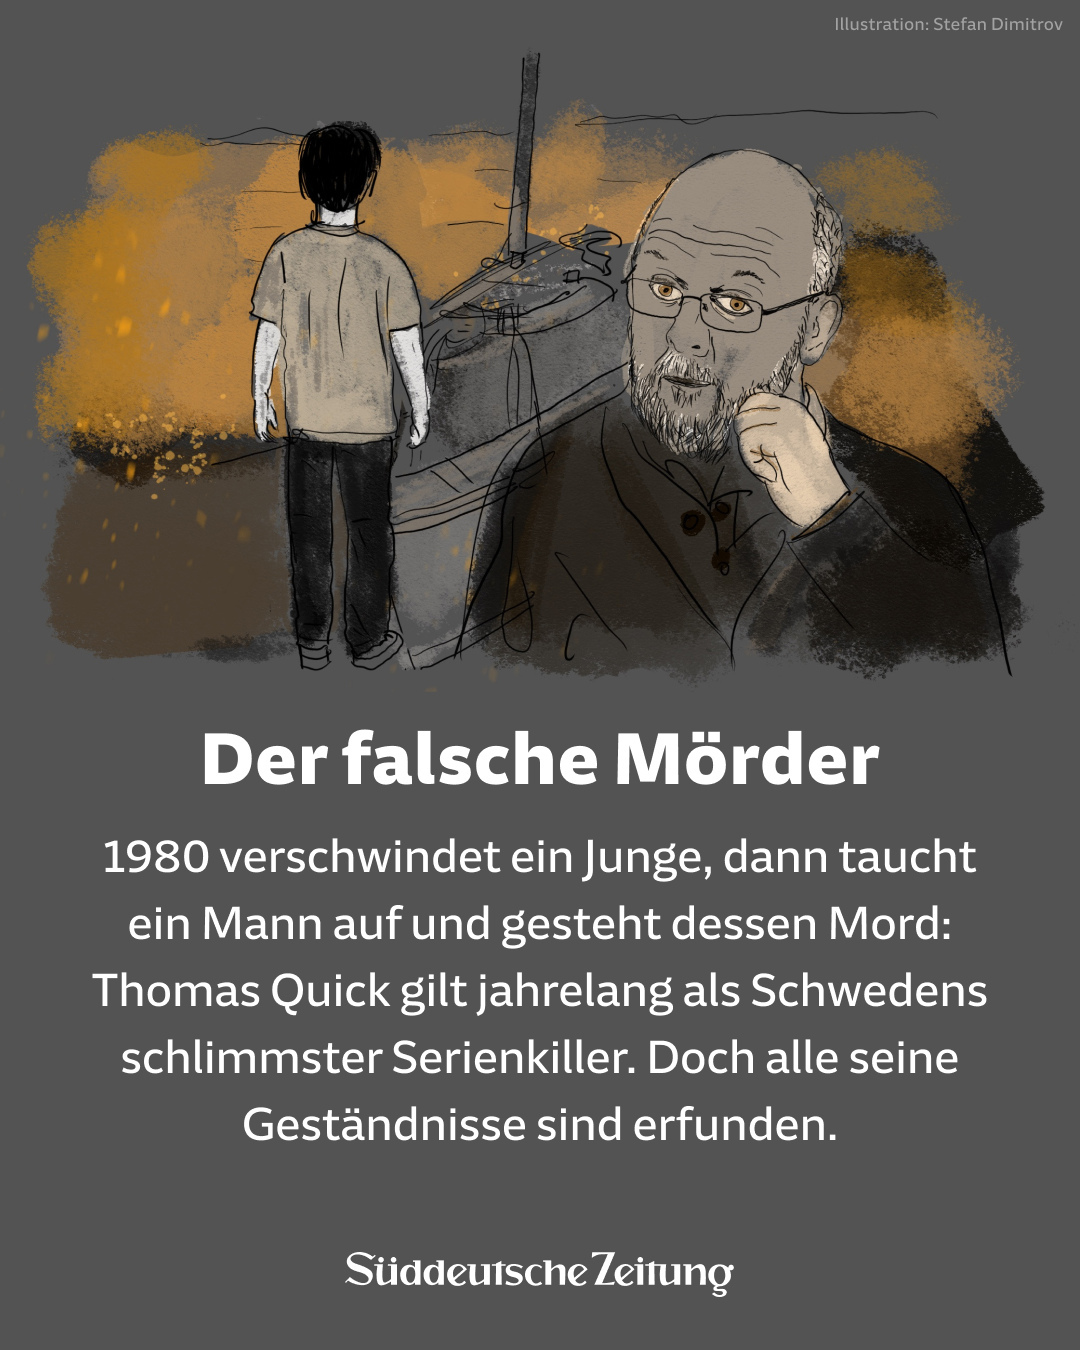 Illustration: Stefan Dimitrov
Der falsche Mörder
1980 verschwindet ein Junge, dann taucht
ein Mann auf und gesteht dessen Mord:
Thomas Quick gilt jahrelang als Schwedens
schlimmster Serienkiller. Doch alle seine
Geständnisse sind erfunden.
Süddeutsche Zeitung